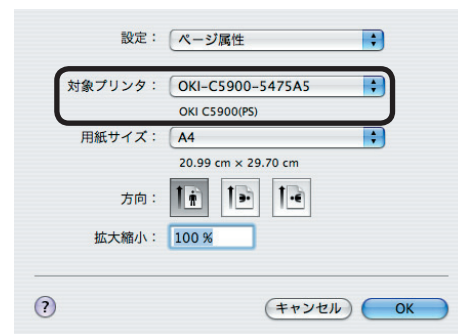 設定： ページ属性
対象プリンタ： OKI-C5900-5475A5
OKI C5900(PS)
用紙サイズ： A4
20.99 cm × 29.70 cm
方向：
拡大縮小： 100 %
? キャンセル OK